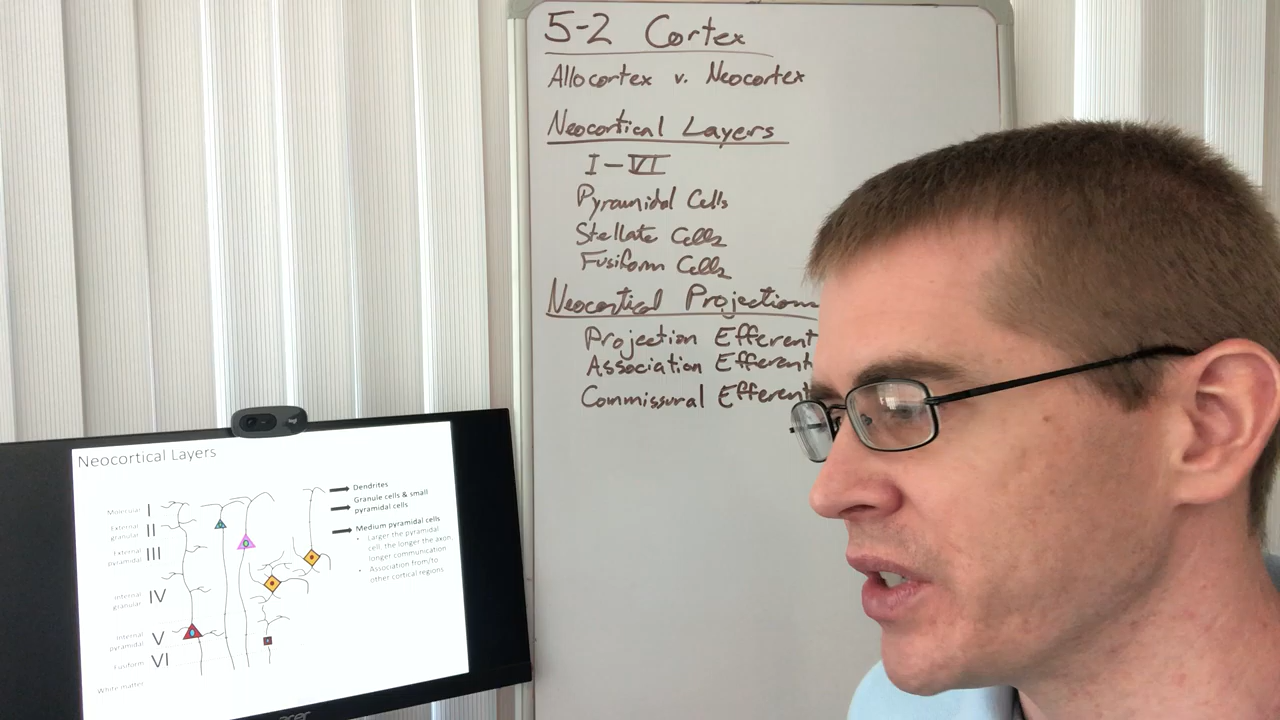 5-2 Cortex
Allocortex v. Neocortex
Neocortical Layers
I-VI
Pyramidal Cells
Stellate Cells
Fusiform Cells
Neocortical Projections
Projection Efferent
Association Efferent
Commissural Efferent
Neocortical Layers
Molecular I
External granular II
External pyramidal III
Internal granular IV
Internal pyramidal V
Fusiform VI
White matter
Dendrites
Granule cells & small
pyramidal cells
Medium pyramidal cells
• Larger the pyramidal
cell, the longer the axon,
longer communication.
• Association from/to
other cortical regions
acer